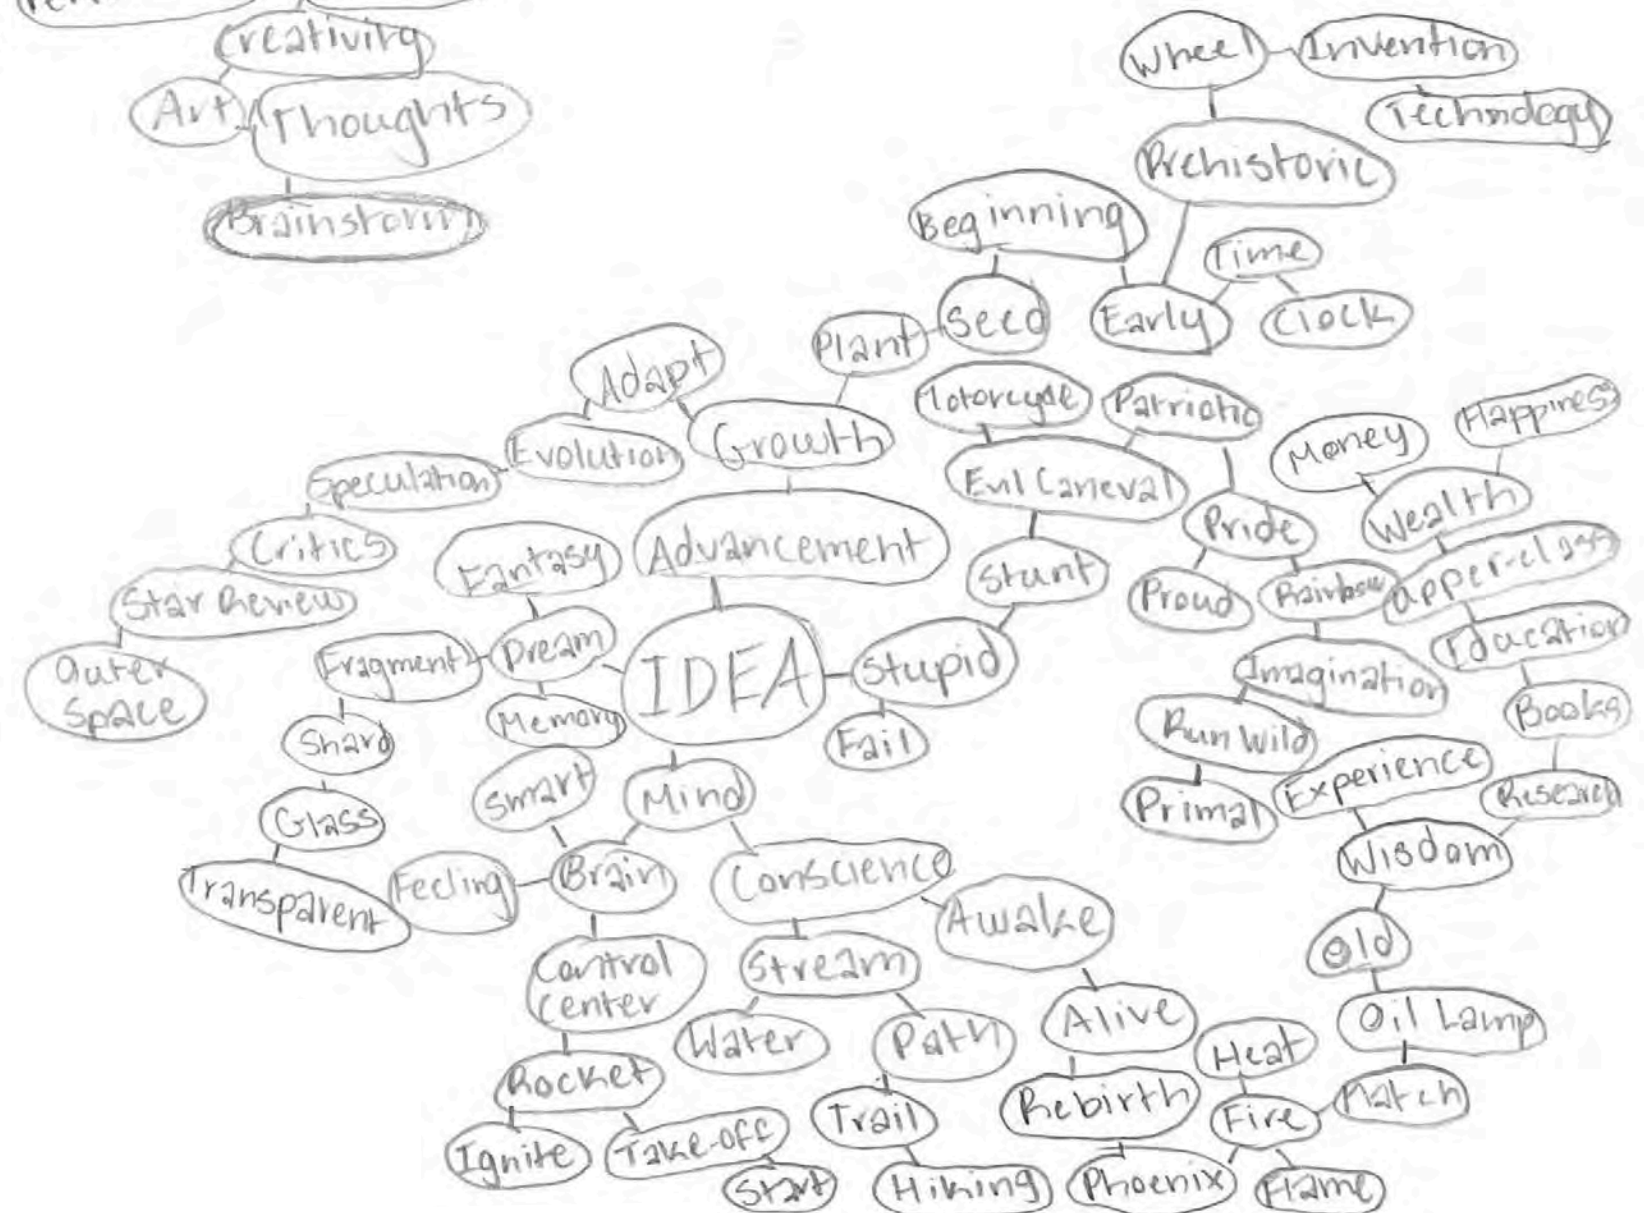 Creativity
Art
Thoughts
Brainstorm
Wheel
Invention
Technology
Prehistoric
Beginning
Time
Seed
Early
Clock
Plant
Adapt
Motorcycle
Patriotic
Happiness
Growth
Money
Evolution
Speculation
Evil Caneval
Wealth
Pride
Critics
Fantasy
Advancement
Stunt
upper-class
Star Review
Proud
Rainbow
Education
Fragment
Dream
IDEA
Stupid
Imagination
outer
space
Memory
Books
Shard
Fail
Run Wild
Smart
Mind
Experience
Research
Glass
Primal
Wisdom
Transparent
Feeling
Brain
Conscience
Awake
Old
Control
Center
Stream
Alive
Oil Lamp
Water
Path
Heat
Rocket
Rebirth
Match
Trail
Fire
Ignite
Take-off
Start
Hiking
Phoenix
Flame